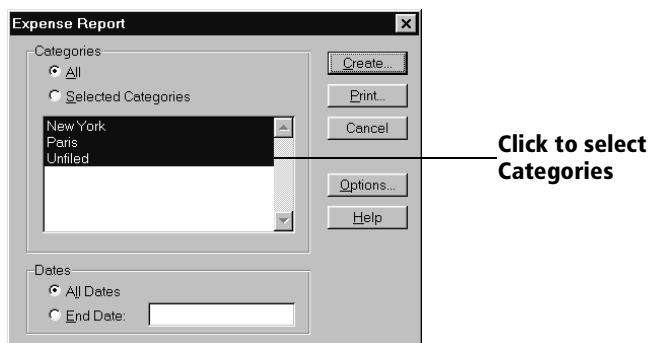 Expense Report
Categories
All
Selected Categories
New York
Paris
Unfiled
Create...
Print...
Cancel
Options...
Help
Click to select
Categories
Dates
All Dates
End Date: